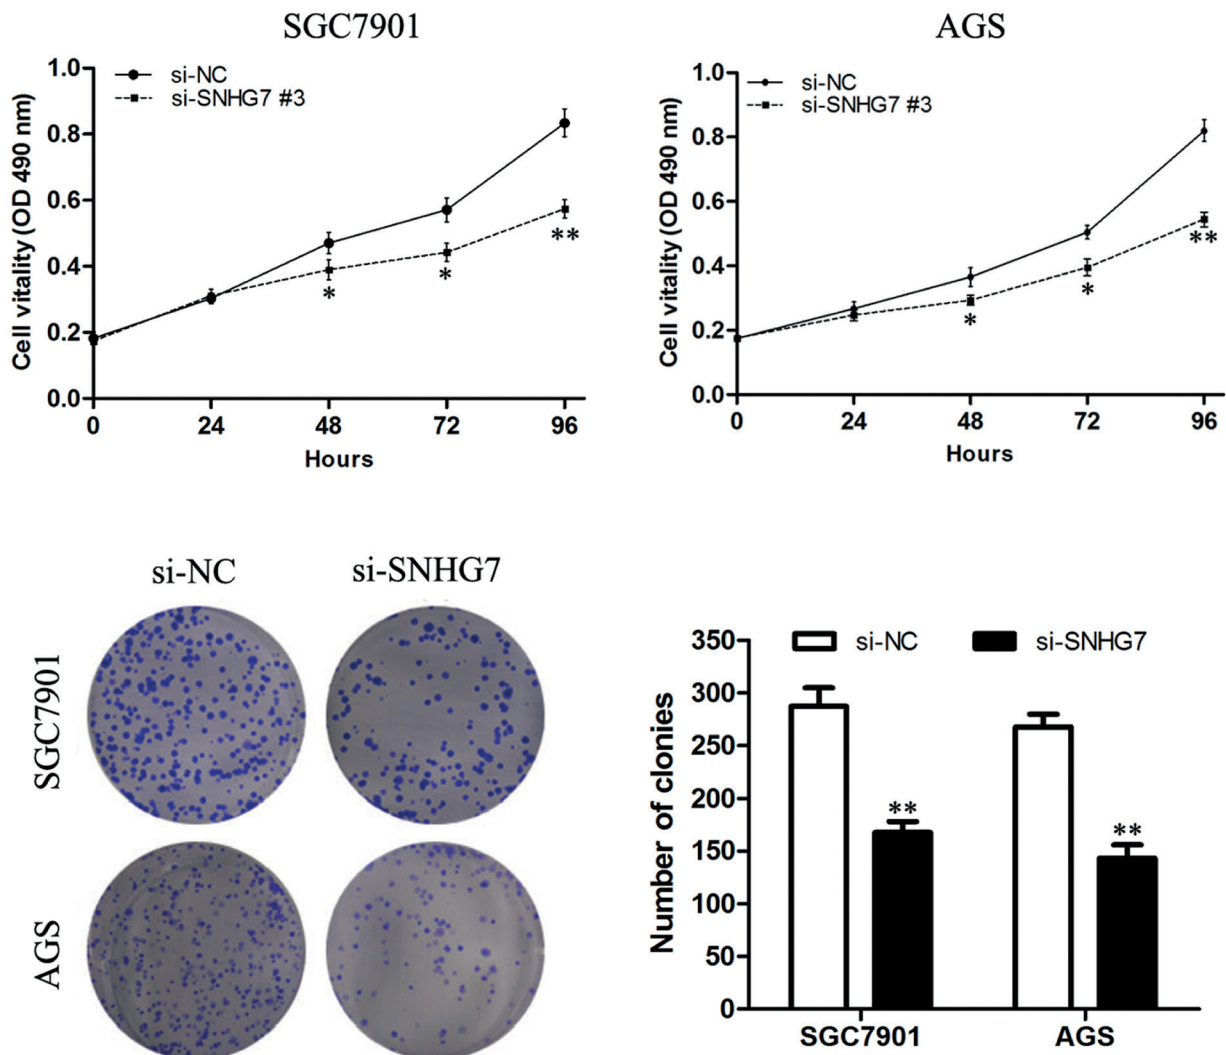 SGC7901
1.0
0.8
0.6
0.4
0.2
0.0
Cell vitality (OD 490 nm)
si-NC
si-SNHG7 #3
*
*
**
0
24
48
72
96
Hours
AGS
1.0
0.8
0.6
0.4
0.2
0.0
Cell vitality (OD 490 nm)
si-NC
si-SNHG7 #3
*
*
**
0
24
48
72
96
Hours
si-NC
si-SNHG7
SGC7901
AGS
350
300
250
200
150
100
50
0
Number of clonies
si-NC
si-SNHG7
**
**
SGC7901
AGS